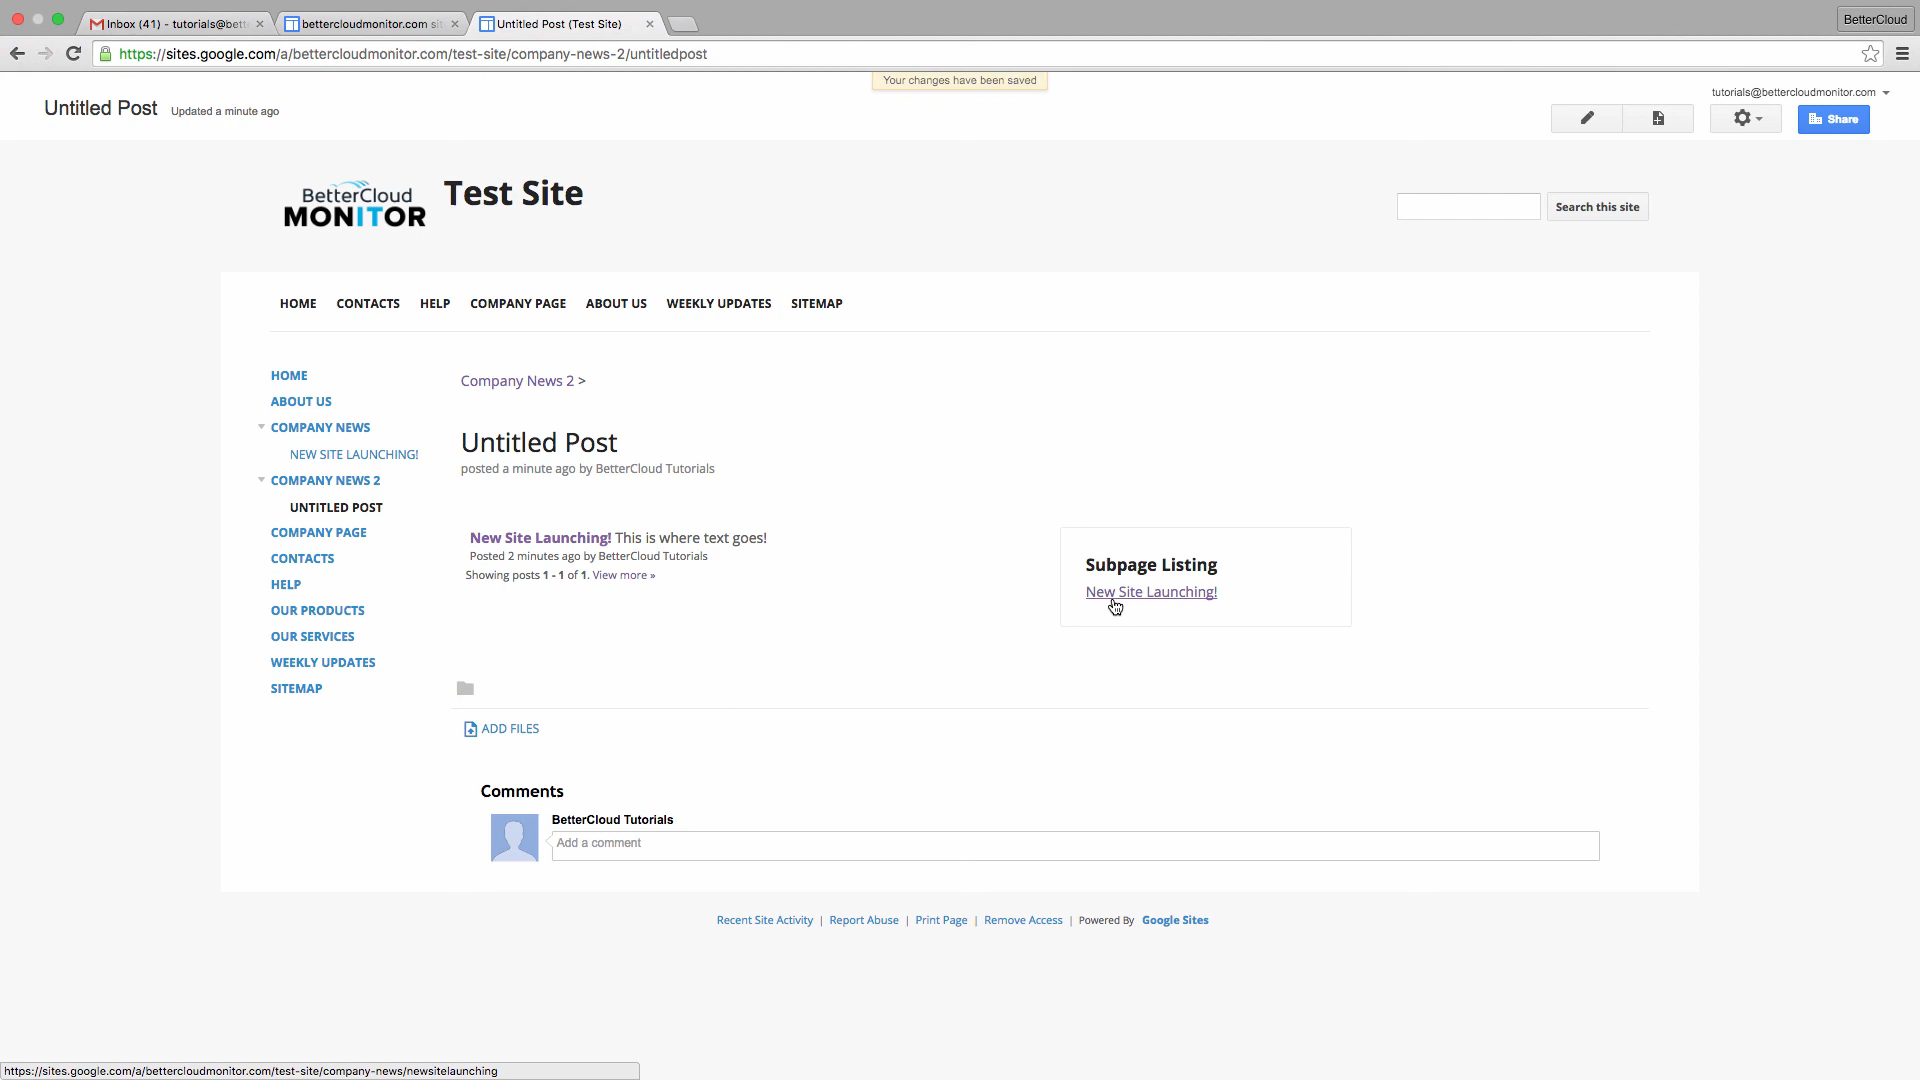 Inbox (41) - tutorials@bett
bettercloudmonitor.com sit
Untitled Post (Test Site)
BetterCloud
https://sites.google.com/a/bettercloudmonitor.com/test-site/company-news-2/untitledpost
Your changes have been saved
tutorials@bettercloudmonitor.com
Untitled Post Updated a minute ago
Share
BetterCloud
MONITOR
Test Site
Search this site
HOME CONTACTS HELP COMPANY PAGE ABOUT US WEEKLY UPDATES SITEMAP
HOME
ABOUT US
COMPANY NEWS
NEW SITE LAUNCHING!
COMPANY NEWS 2
UNTITLED POST
COMPANY PAGE
CONTACTS
HELP
OUR PRODUCTS
OUR SERVICES
WEEKLY UPDATES
SITEMAP
Company News 2 >
Untitled Post
posted a minute ago by BetterCloud Tutorials
New Site Launching! This is where text goes!
Posted 2 minutes ago by BetterCloud Tutorials
Showing posts 1 - 1 of 1. View more »
Subpage Listing
New Site Launching!
ADD FILES
Comments
BetterCloud Tutorials
Add a comment
Recent Site Activity | Report Abuse | Print Page | Remove Access | Powered By Google Sites
https://sites.google.com/a/bettercloudmonitor.com/test-site/company-news/newsitelaunching